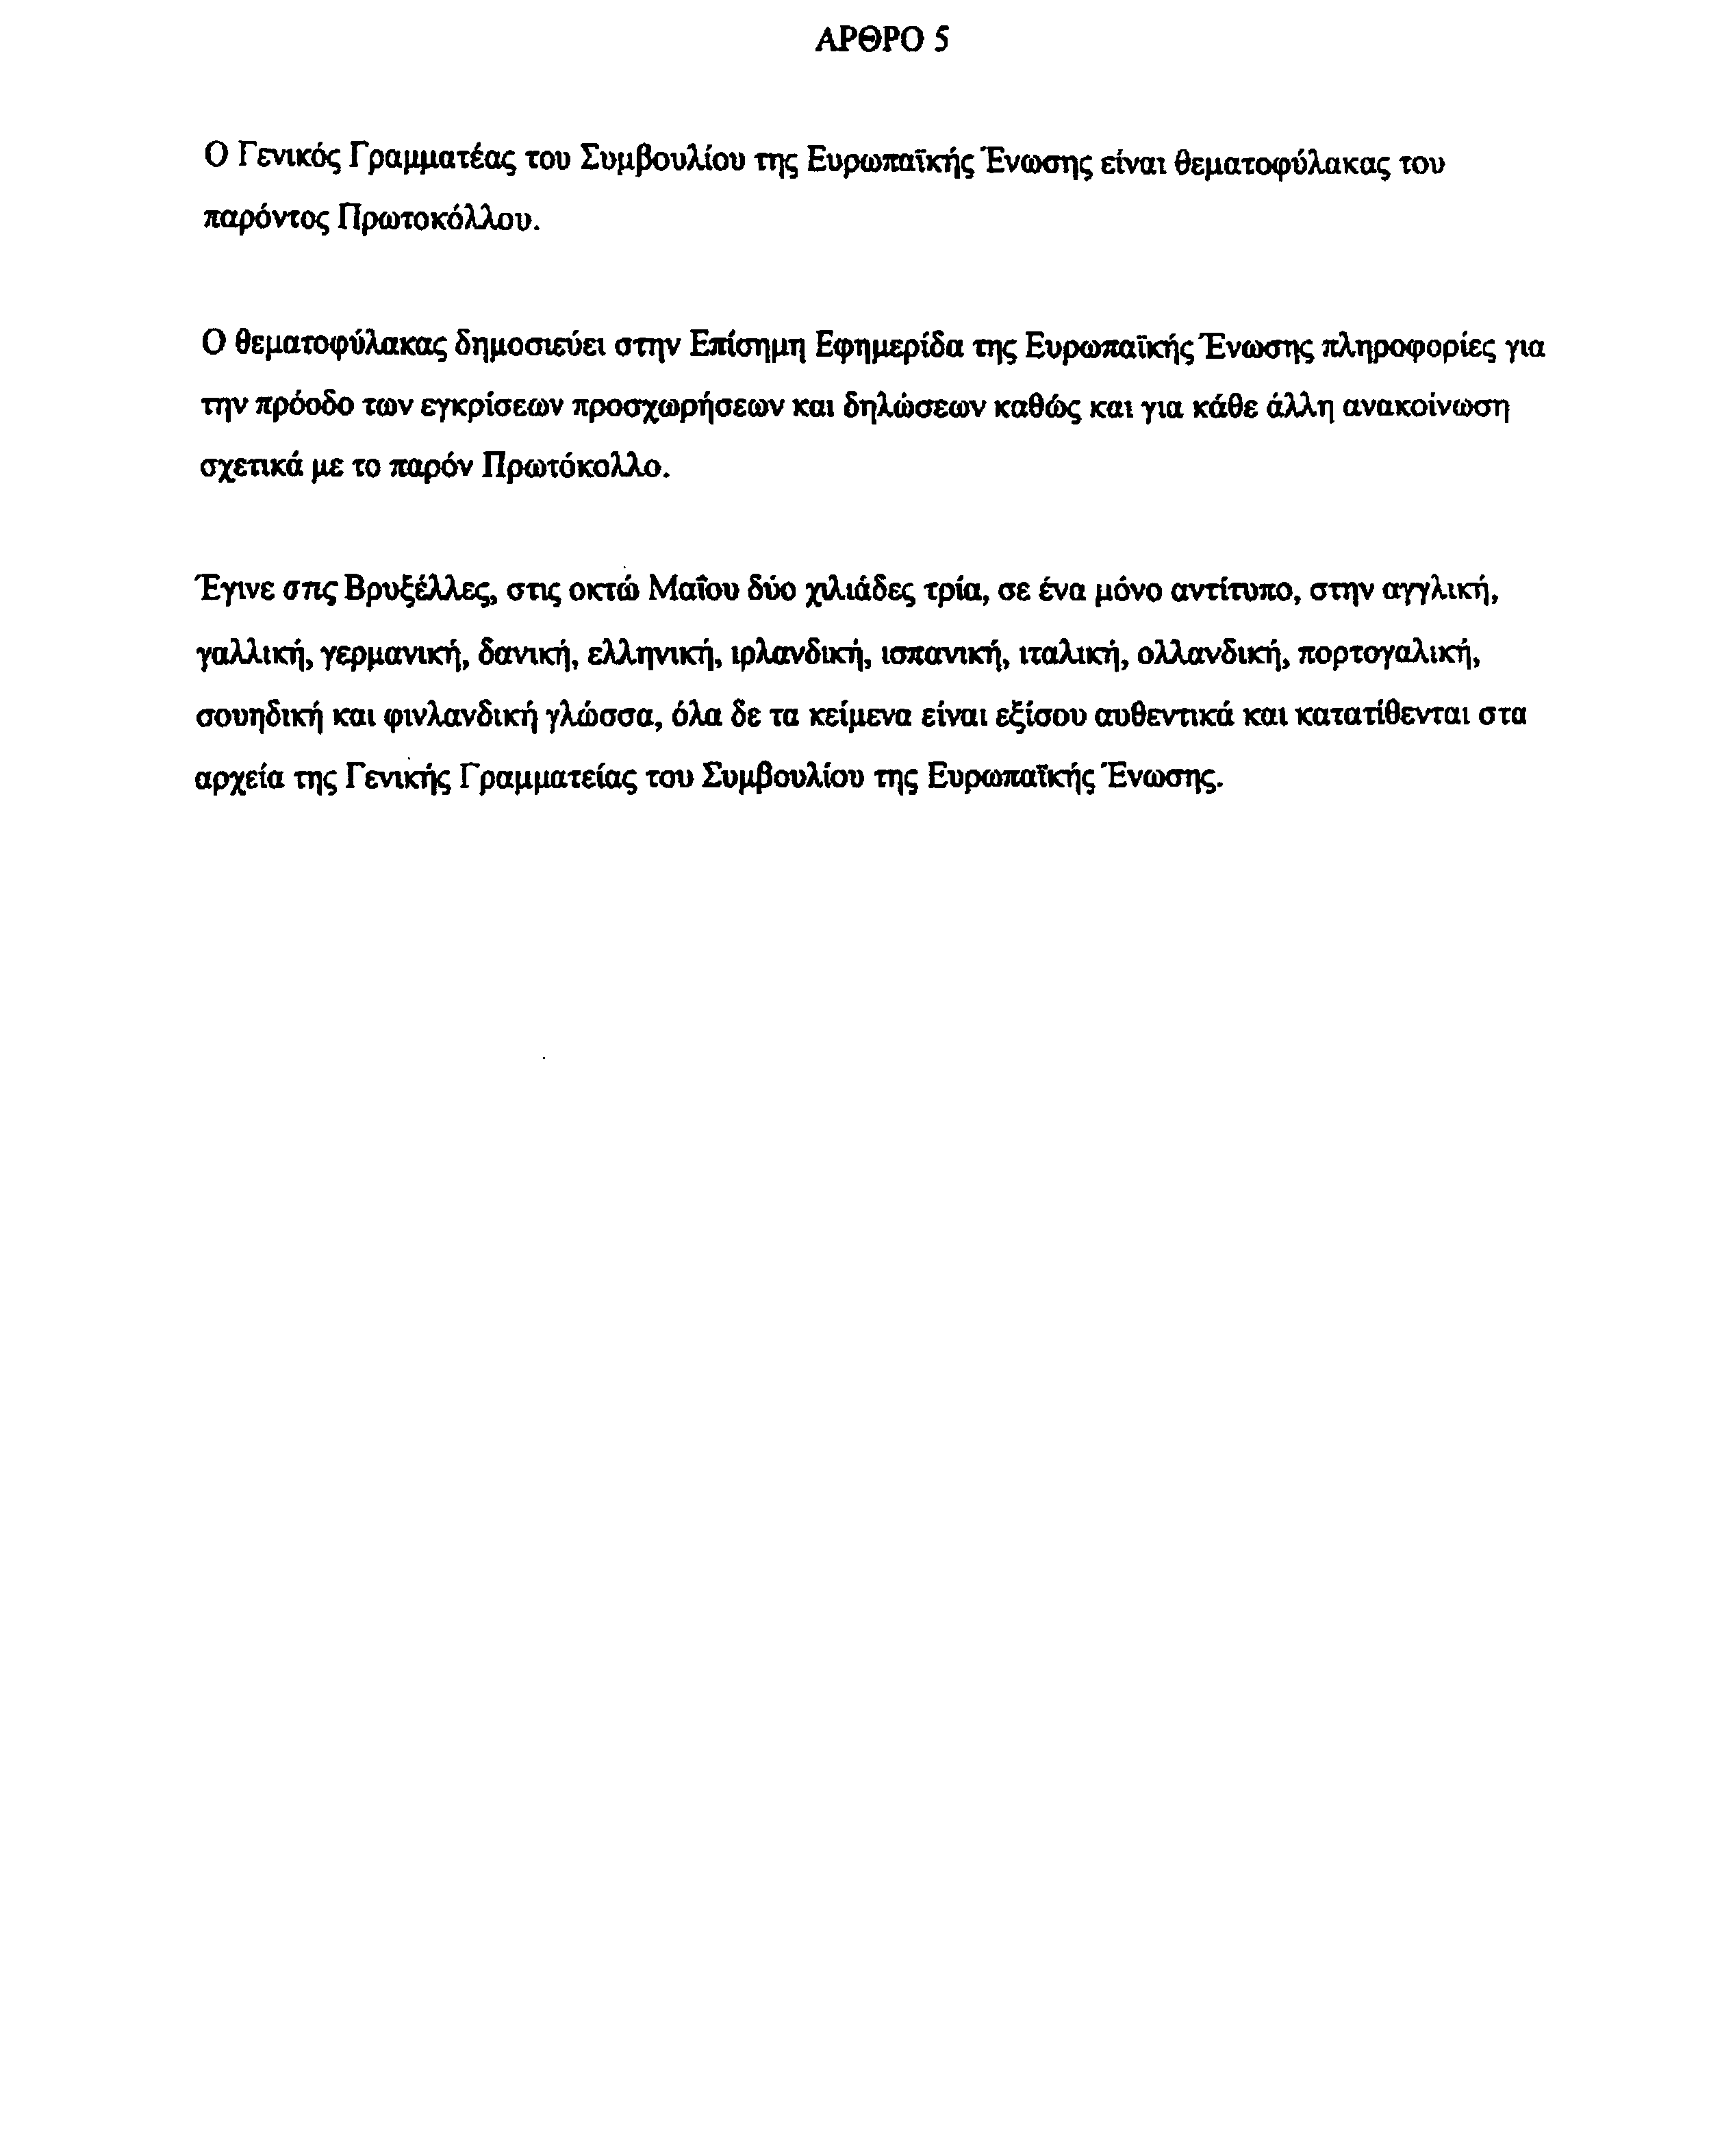 ΑΡΘΡΟ 5
Ο Γενικός Γραμματέας του Συμβουλίου της Ευρωπαϊκής Ένωσης είναι θεματοφύλακας του
παρόντος Πρωτοκόλλου.
Ο θεματοφύλακας δημοσιεύει στην Επίσημη Εφημερίδα της Ευρωπαϊκής Ένωσης πληροφορίες για
την πρόοδο των εγκρίσεων προσχωρήσεων και δηλώσεων καθώς και για κάθε άλλη ανακοίνωση
σχετικά με το παρόν Πρωτόκολλο.
Έγινε στις Βρυξέλλες, στις οκτώ Μαΐου δύο χιλιάδες τρία, σε ένα μόνο αντίτυπο, στην αγγλική,
γαλλική, γερμανική, δανική, ελληνική, ιρλανδική, ισπανική, ιταλική, ολλανδική, πορτογαλική,
σουηδική και φινλανδική γλώσσα, όλα δε τα κείμενα είναι εξίσου αυθεντικά και κατατίθενται στα
αρχεία της Γενικής Γραμματείας του Συμβουλίου της Ευρωπαϊκής Ένωσης.